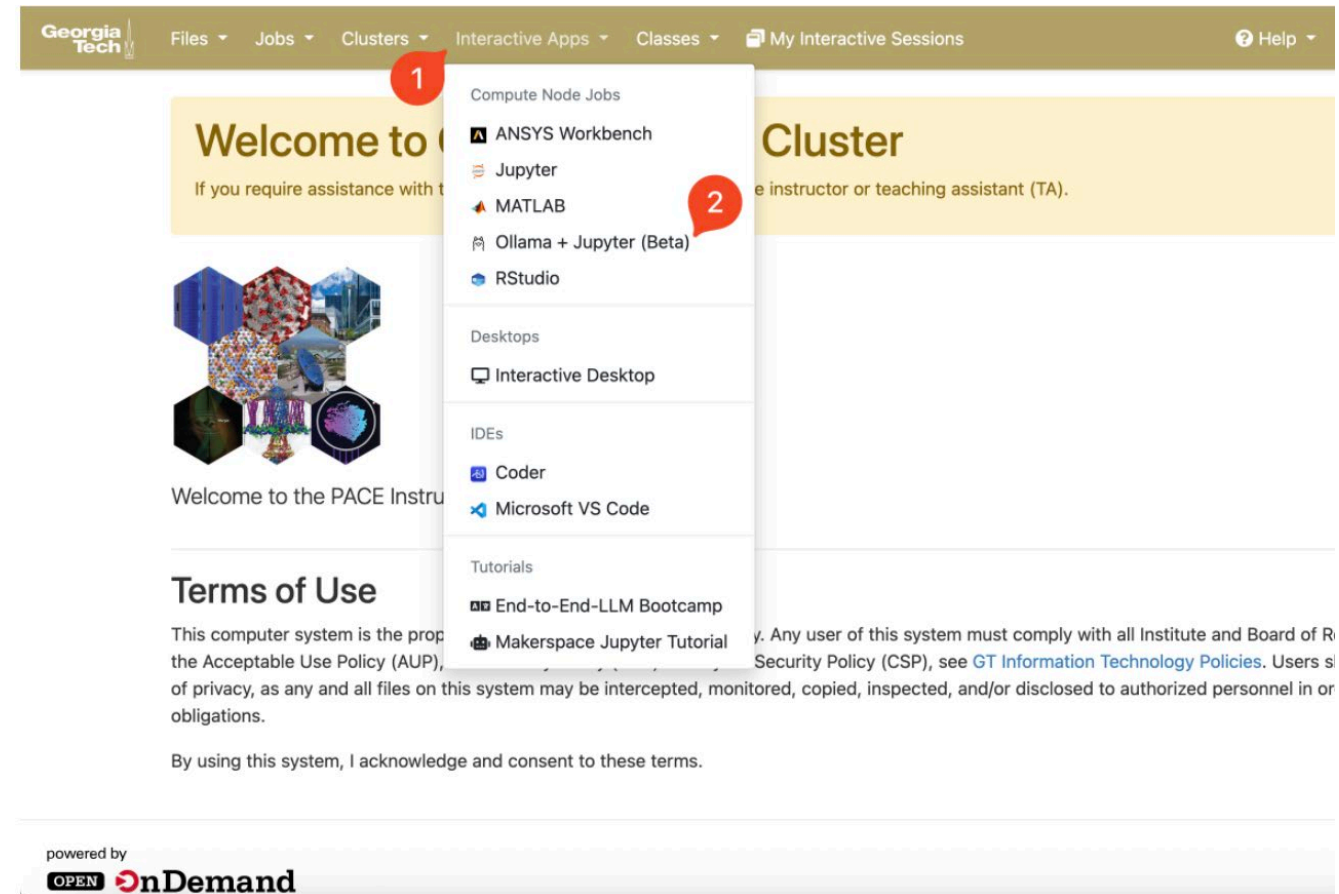 Georgia
Tech
Files
Jobs
Clusters
Interactive Apps
Classes
My Interactive Sessions
Help
1
Compute Node Jobs
ANSYS Workbench
Jupyter
MATLAB
2
Ollama + Jupyter (Beta)
RStudio
Desktops
Interactive Desktop
IDEs
Coder
Microsoft VS Code
Tutorials
End-to-End-LLM Bootcamp
Makerspace Jupyter Tutorial
Welcome to Cluster
If you require assistance with instructor or teaching assistant (TA).
Welcome to the PACE
Terms of Use
This computer system is the Any user of this system must comply with all Institute and Board of
the Acceptable Use Policy (AUP), Security Policy (CSP), see GT Information Technology Policies. Users
of privacy, as any and all files on this system may be intercepted, monitored, copied, inspected, and/or disclosed to authorized personnel in
obligations.
By using this system, I acknowledge and consent to these terms.
powered by
OPEN OnDemand